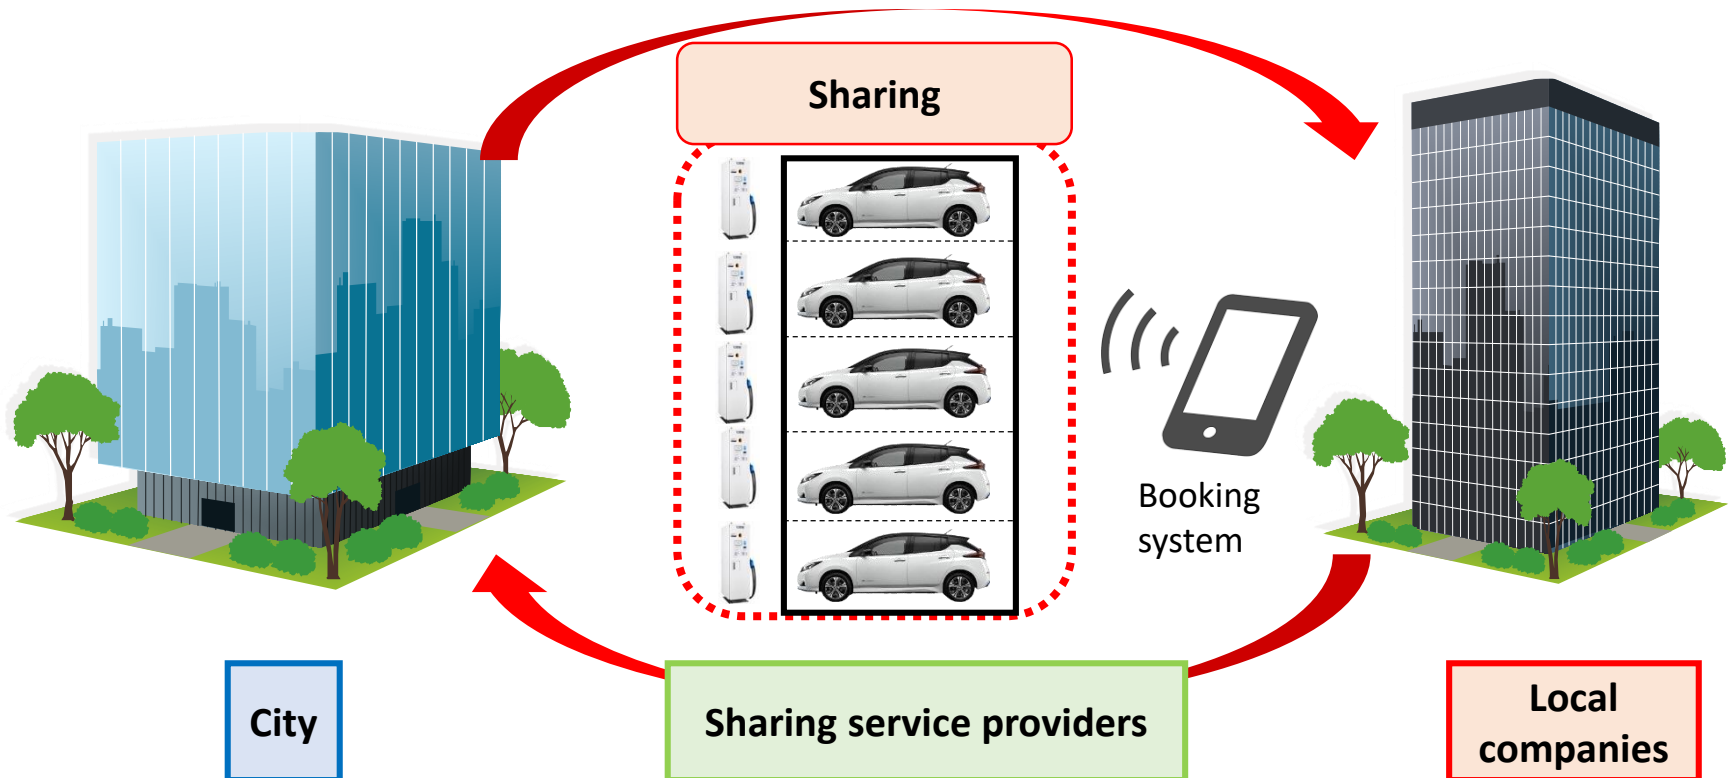 Sharing
Booking
system
City
Sharing service providers
Local
companies